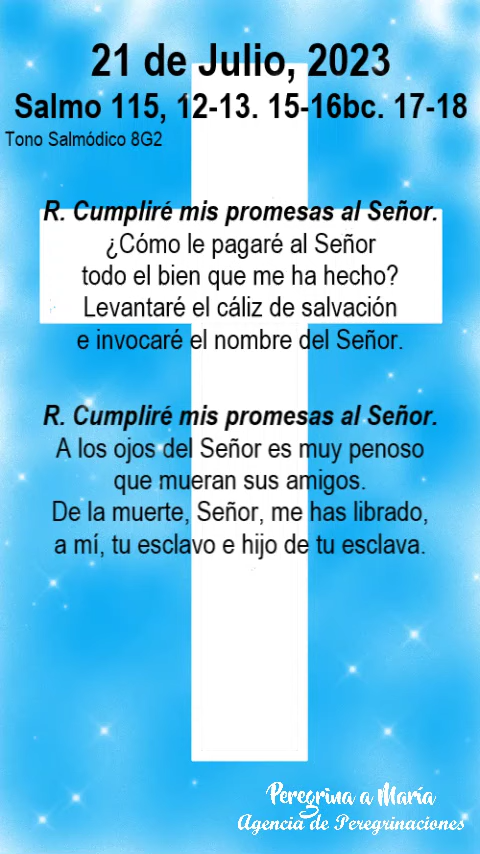 21 de Julio, 2023
Salmo 115, 12-13. 15-16bc. 17-18
Tono Salmódico 8G2
R. Cumpliré mis promesas al Señor.
¿Cómo le pagaré al Señor
todo el bien que me ha hecho?
Levantaré el cáliz de salvación
e invocaré el nombre del Señor.
R. Cumpliré mis promesas al Señor.
A los ojos del Señor es muy penoso
que mueran sus amigos.
De la muerte, Señor, me has librado,
a mí, tu esclavo e hijo de tu esclava.
Peregrina a María
Agencia de Peregrinaciones